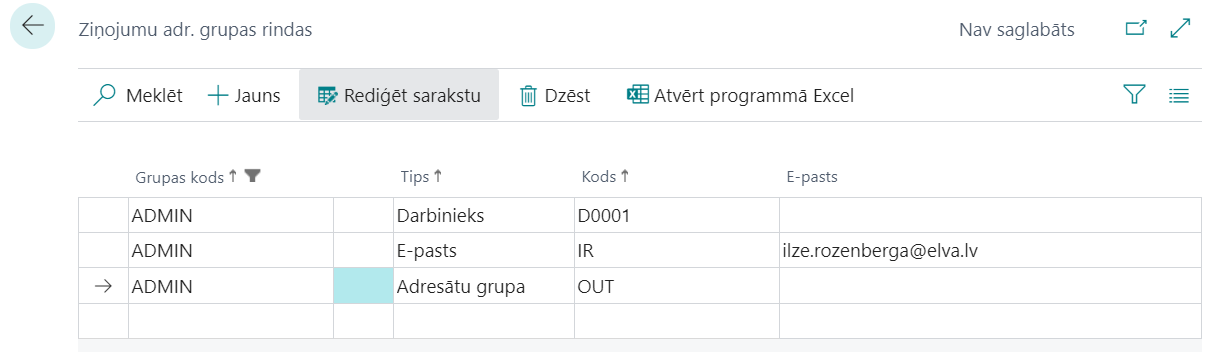 Ziņojumu adr. grupas rindas Nav saglabāts
Meklēt Jauns Rediģēt sarakstu Dzēst Atvērt programmā Excel
Grupas kods Tips Kods E-pasts
ADMIN Darbinieks D0001
ADMIN E-pasts IR ilze.rozenberga@elva.lv
ADMIN Adresātu grupa OUT